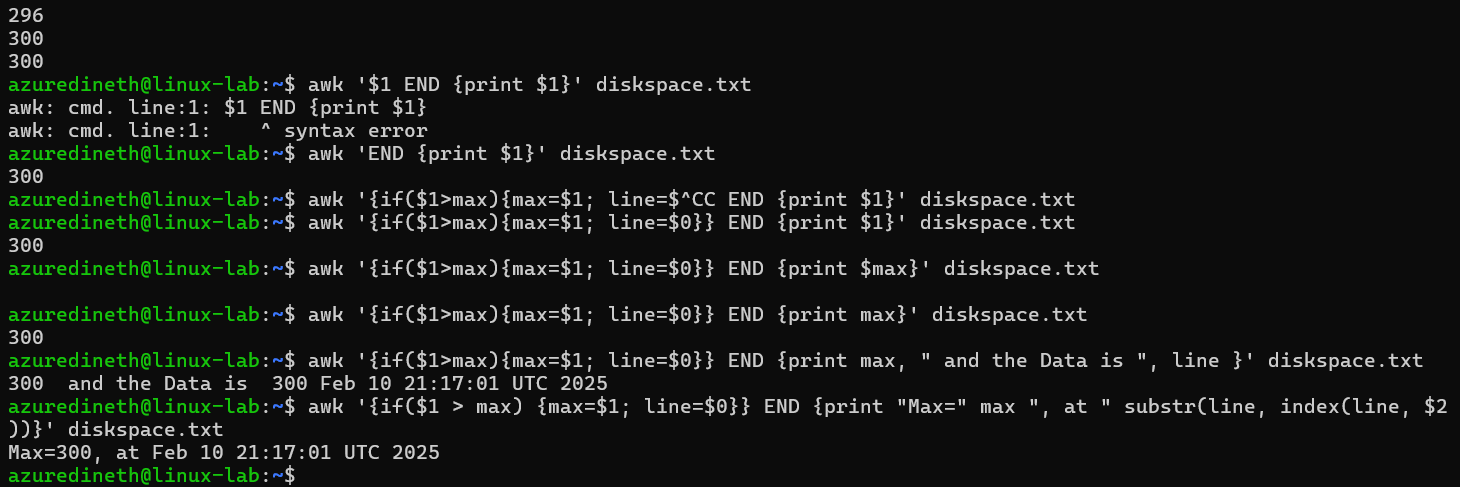 296
300
300
azuredineth@linux-lab:~$ awk '$1 END {print $1}' diskspace.txt
awk: cmd. line:1: $1 END {print $1}
awk: cmd. line:1:    ^ syntax error
azuredineth@linux-lab:~$ awk 'END {print $1}' diskspace.txt
300
azuredineth@linux-lab:~$ awk '{if($1>max){max=$1; line=$^CC END {print $1}' diskspace.txt
azuredineth@linux-lab:~$ awk '{if($1>max){max=$1; line=$0}} END {print $1}' diskspace.txt
300
azuredineth@linux-lab:~$ awk '{if($1>max){max=$1; line=$0}} END {print $max}' diskspace.txt

azuredineth@linux-lab:~$ awk '{if($1>max){max=$1; line=$0}} END {print max}' diskspace.txt
300
azuredineth@linux-lab:~$ awk '{if($1>max){max=$1; line=$0}} END {print max, " and the Data is ", line }' diskspace.txt
300  and the Data is  300 Feb 10 21:17:01 UTC 2025
azuredineth@linux-lab:~$ awk '{if($1 > max) {max=$1; line=$0}} END {print "Max=" max ", at " substr(line, index(line, $2
))}' diskspace.txt
Max=300, at Feb 10 21:17:01 UTC 2025
azuredineth@linux-lab:~$